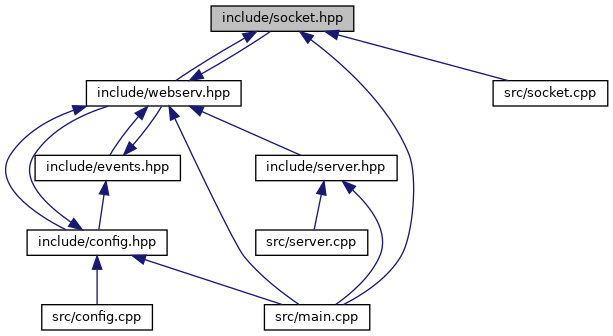 include/socket.hpp
include/webserv.hpp
src/socket.cpp
include/events.hpp
include/server.hpp
include/config.hpp
src/server.cpp
src/config.cpp
src/main.cpp